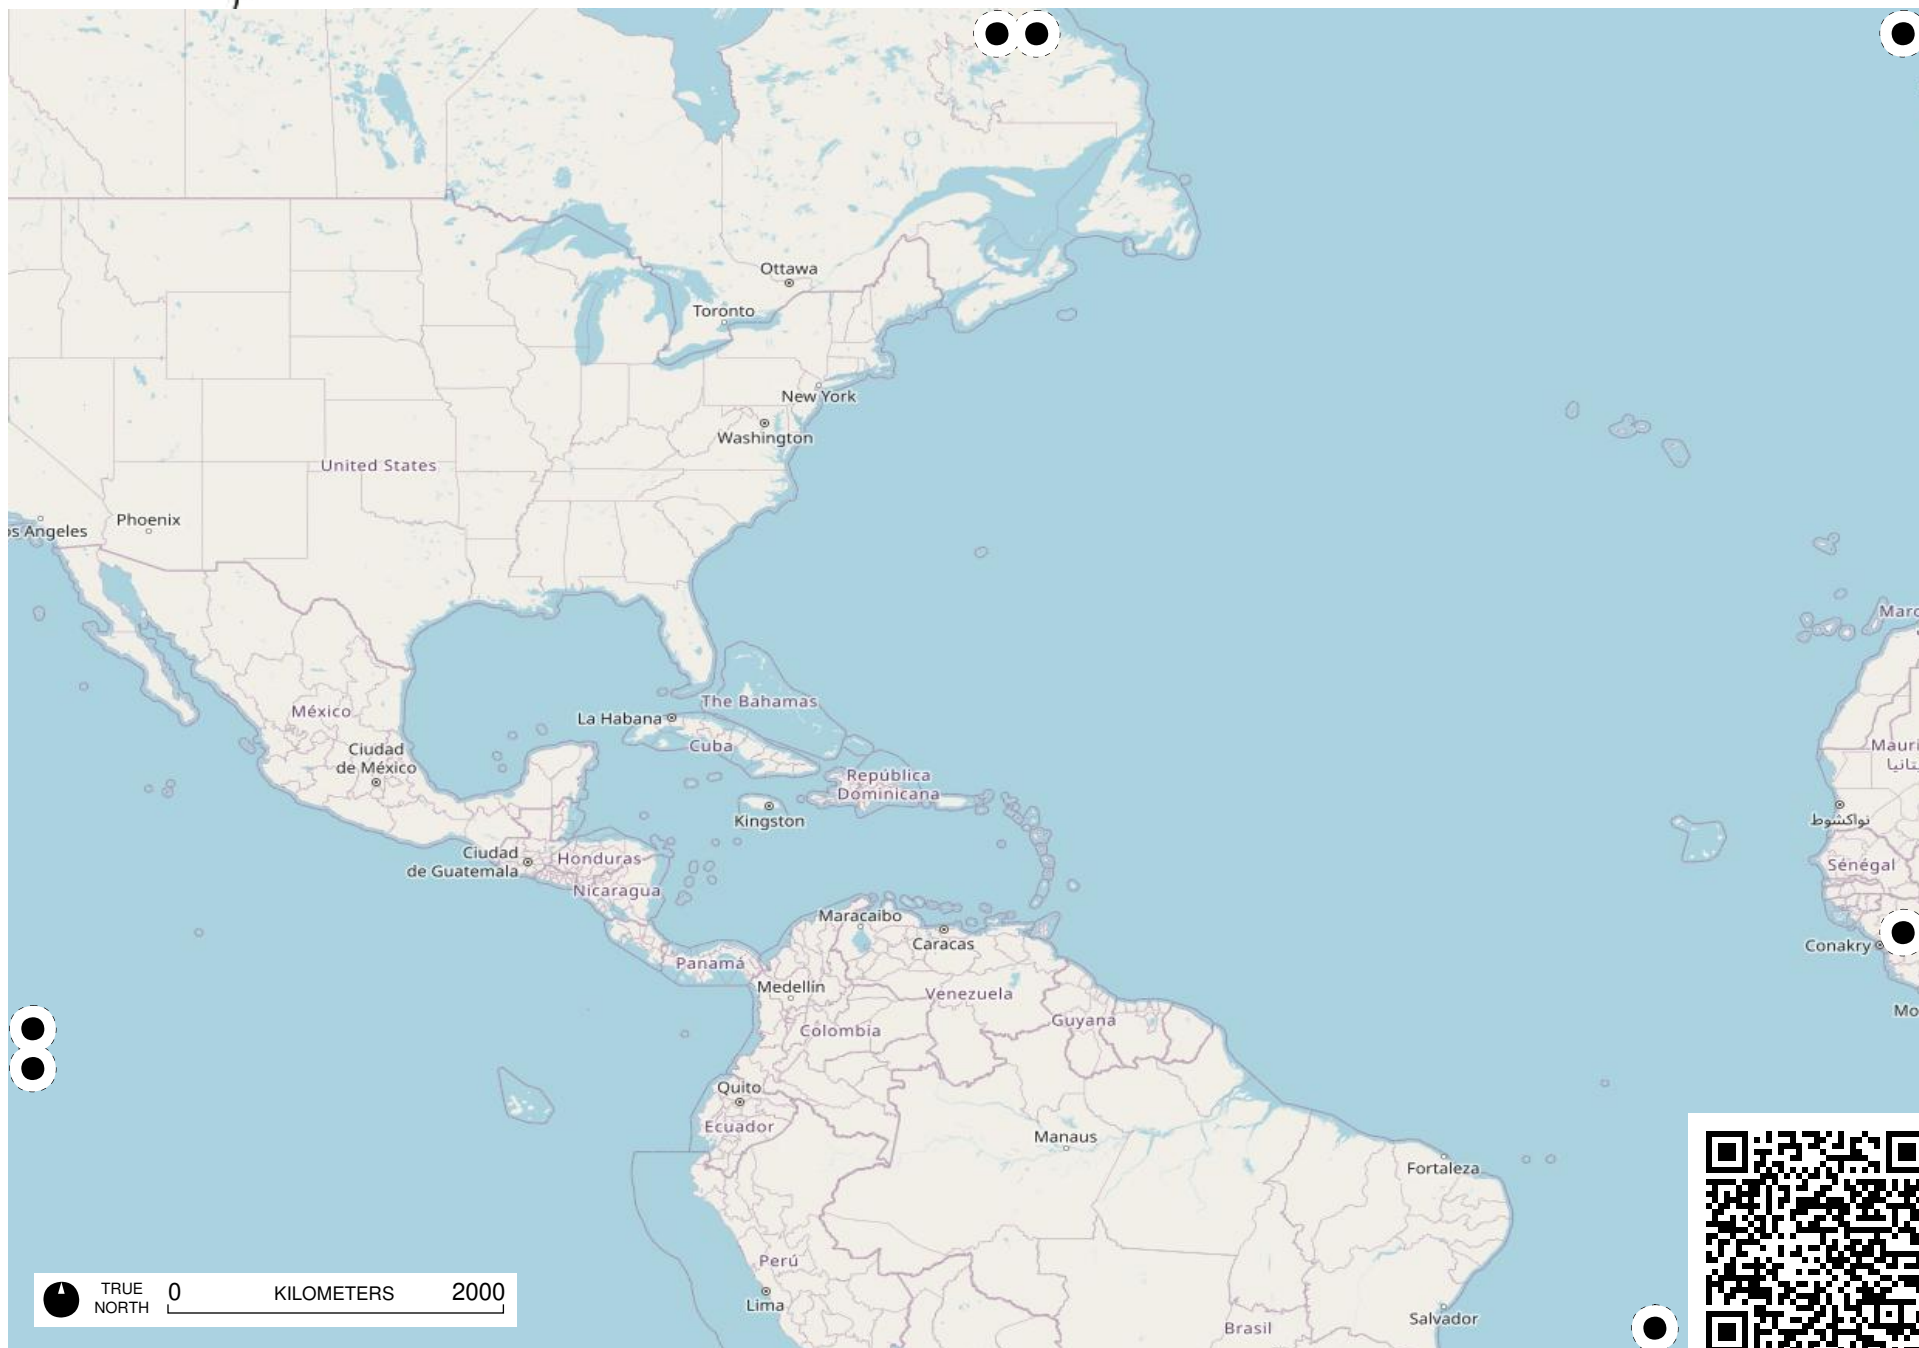 Ottawa
Toronto
New York
Washington
United States
Phoenix
os Angeles
Maro
The Bahamas
México
La Habana
Cuba
Ciudad
de México
Mauri
República
Dominicana
Kingston
نواكشوط
Ciudad
de Guatemala
Honduras
Sénégal
Nicaragua
Maracaibo
Caracas
Conakry
Panamá
Medellín
Venezuela
Mo
Guyana
Colombia
Quito
Ecuador
Manaus
Fortaleza
Perú
TRUE
NORTH
0 KILOMETERS 2000
Lima
Salvador
Brasil